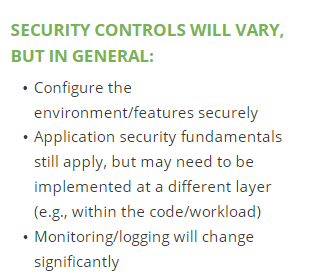 SECURITY CONTROLS WILL VARY,
BUT IN GENERAL:
• Configure the
environment/features securely
• Application security fundamentals
still apply, but may need to be
implemented at a different layer
(e.g., within the code/workload)
• Monitoring/logging will change
significantly